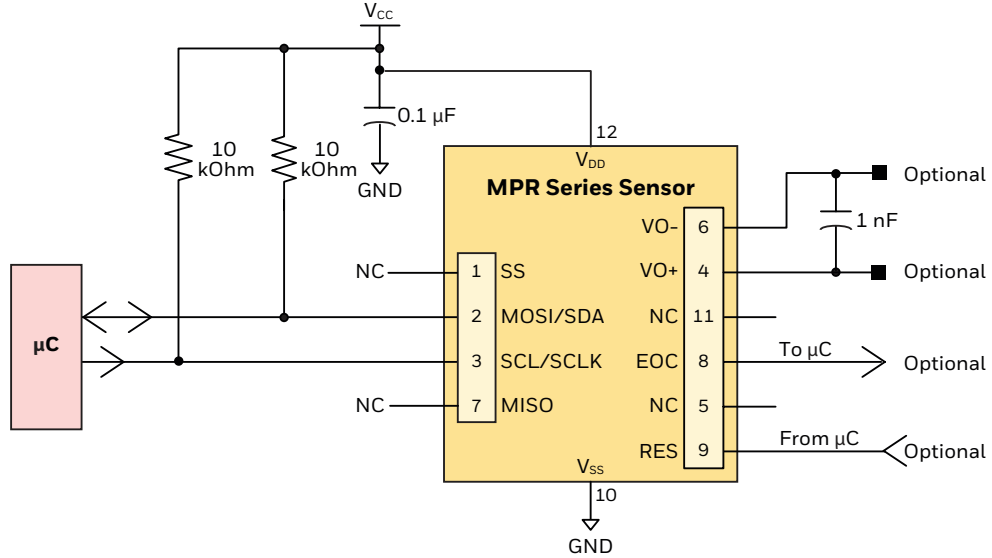 VCC
0.1 µF
10
kOhm
10
kOhm
GND
12
VDD
MPR Series Sensor
Optional
VO-
6
1 nF
NC
1
SS
VO+
4
Optional
2
MOSI/SDA
NC
11
µC
3
SCL/SCLK
EOC
8
To µC
Optional
NC
7
MISO
NC
5
RES
9
From µC
Optional
VSS
10
GND